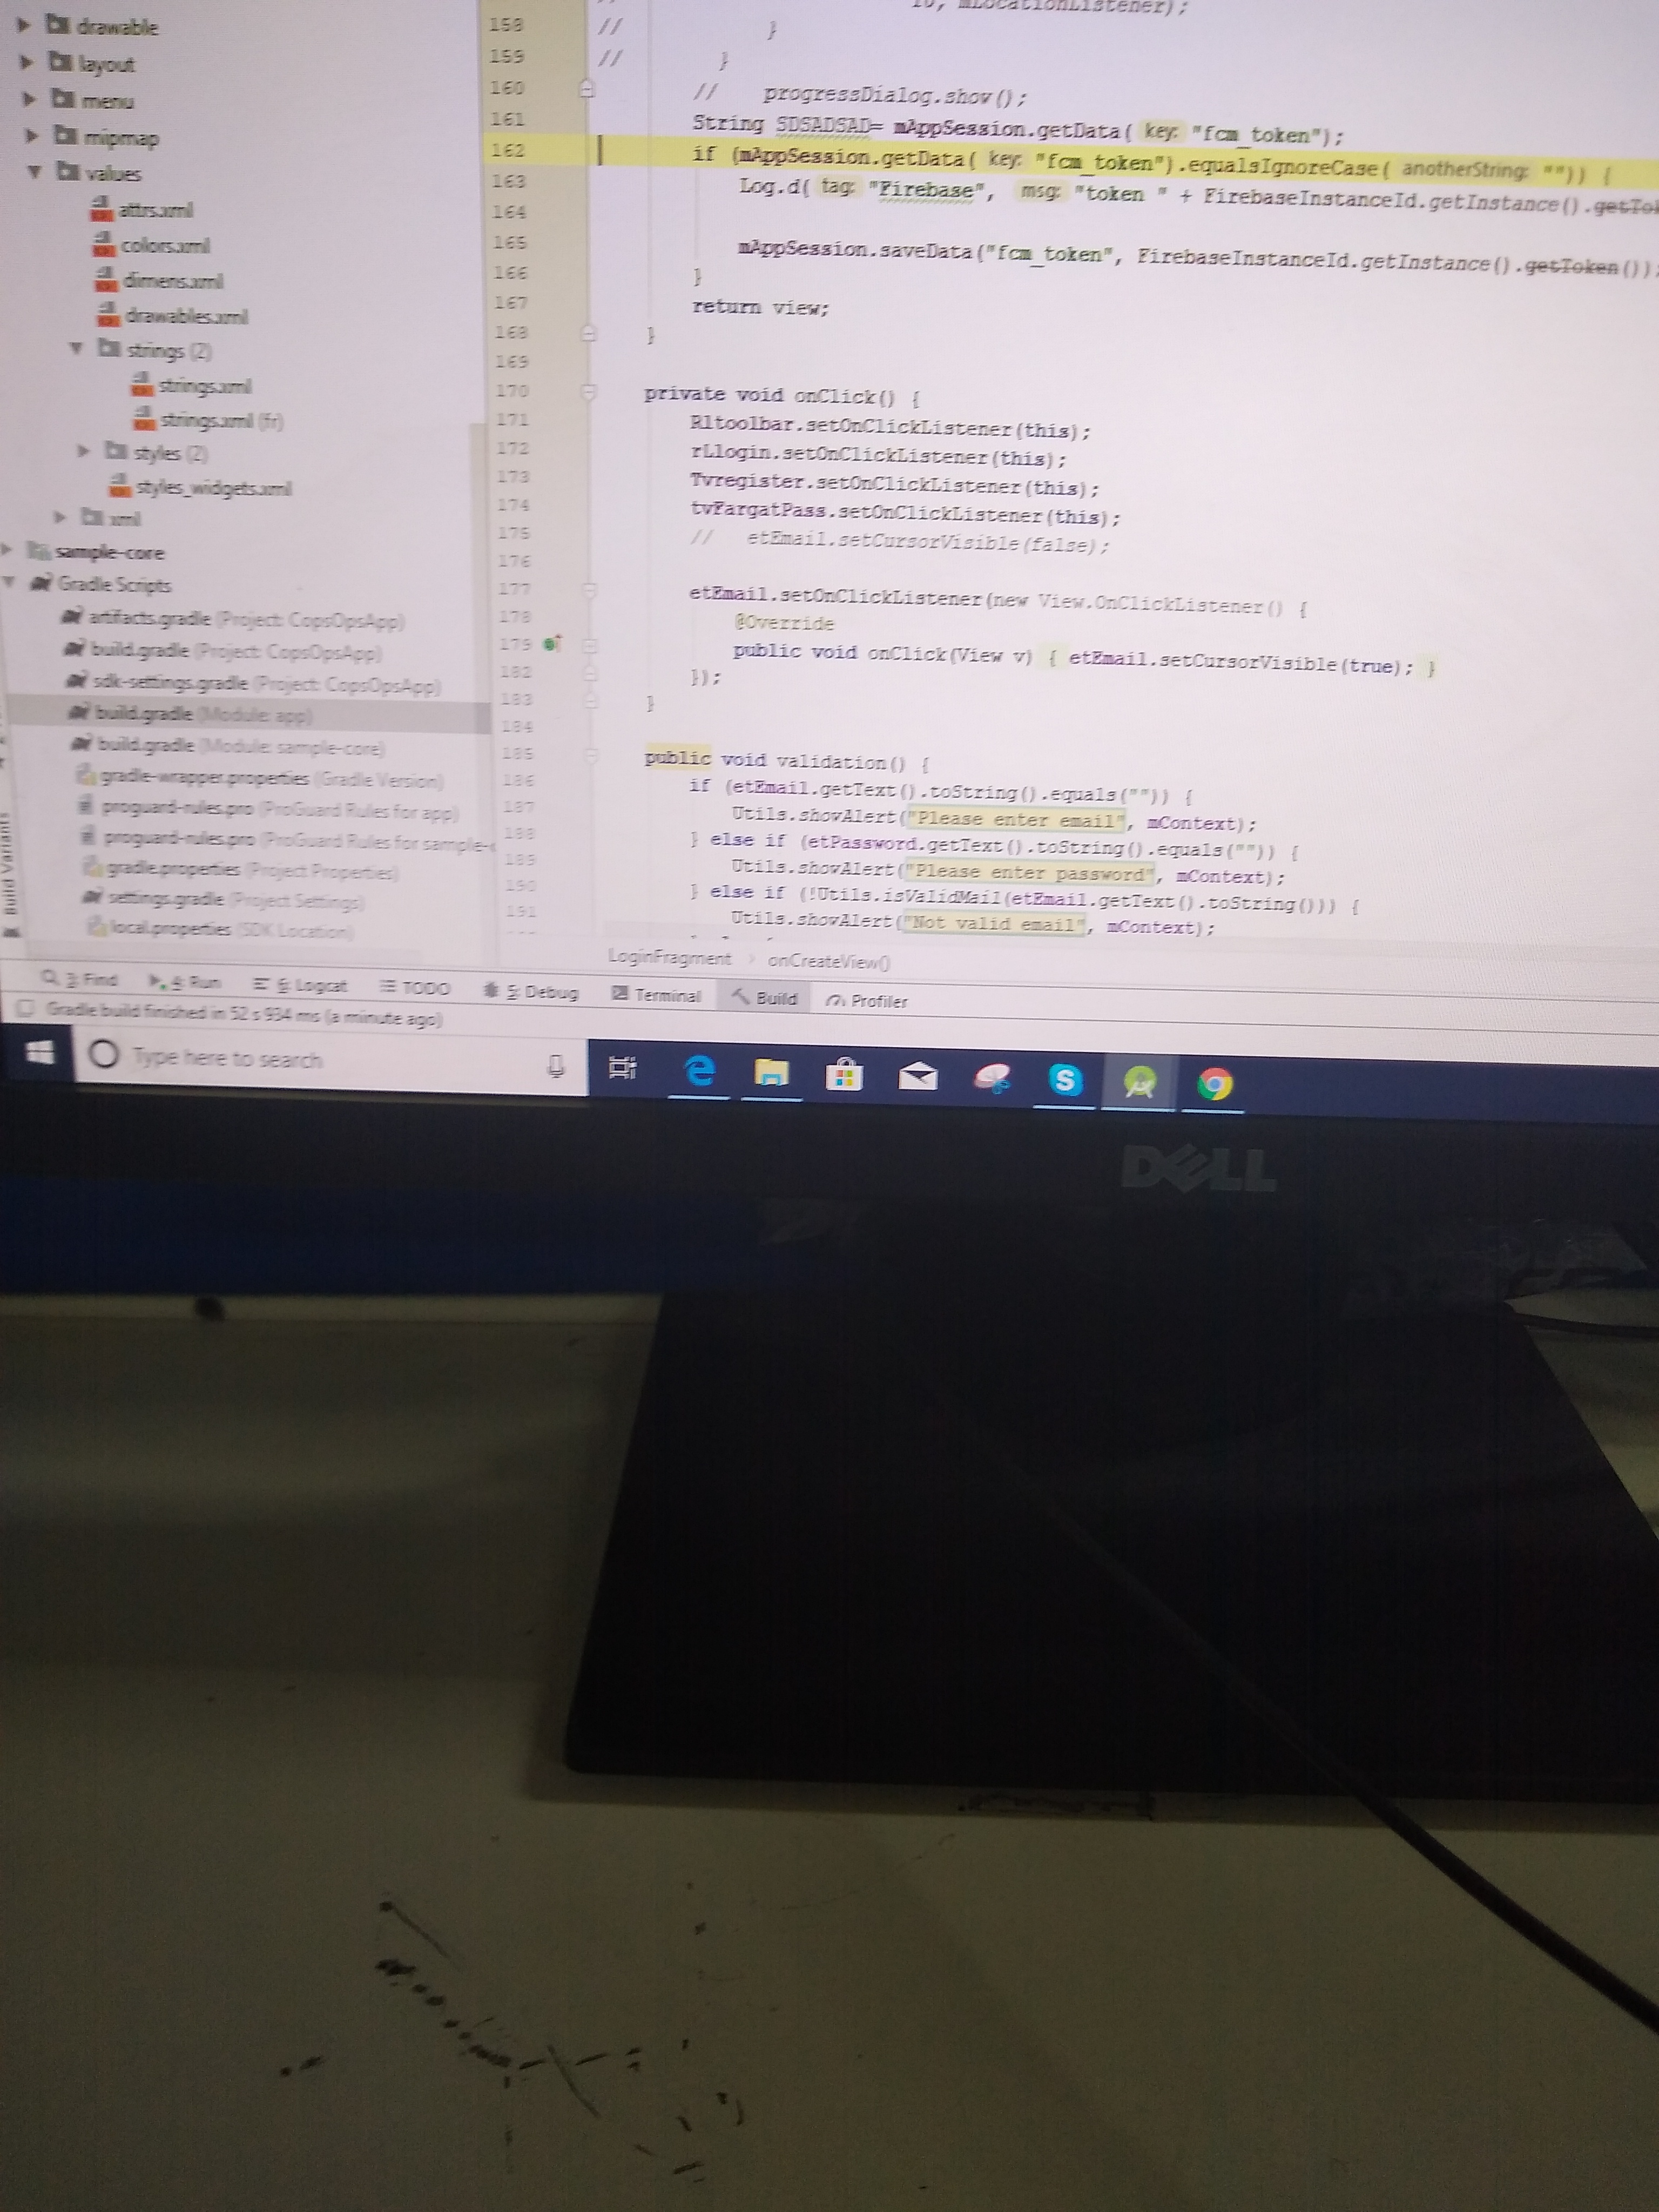 drawable
layout
menu
mipmap
values
attrs.xml
colors.xml
dimens.xml
drawables.xml
strings (2)
strings.xml
strings.xml (fr)
styles (2)
styles_widgets.xml
xml
sample-core
Gradle Scripts
artifacts.gradle (Project: CopsOpsApp)
build.gradle (Project: CopsOpsApp)
sdk-settings.gradle (Project: CopsOpsApp)
build.gradle (Module: app)
build.gradle (Module: sample-core)
gradle-wrapper.properties (Gradle Version)
proguard-rules.pro (ProGuard Rules for app)
proguard-rules.pro (ProGuard Rules for sample-
gradle.properties (Project Properties)
settings.gradle (Project Settings)
local.properties (SDK Location)
Build Variants
mLocationListener);
158 // }
159 // }
160 // progressDialog.show();
161 String SDSADSAD= mAppSession.getData( key: "fcm_token");
162 if (mAppSession.getData( key: "fcm_token").equalsIgnoreCase( anotherString: "")) {
163 Log.d( tag: "Firebase", msg: "token " + FirebaseInstanceId.getInstance().getTok
164
165 mAppSession.saveData("fcm_token", FirebaseInstanceId.getInstance().getToken());
166 }
167 return view;
168 }
169
170 private void onClick() {
171 Rltoolbar.setOnClickListener(this);
172 rLlogin.setOnClickListener(this);
173 Tvregister.setOnClickListener(this);
174 tvFargatPass.setOnClickListener(this);
175 // etEmail.setCursorVisible(false);
176
177 etEmail.setOnClickListener(new View.OnClickListener() {
178 @Override
179 public void onClick(View v) { etEmail.setCursorVisible(true); }
182 });
183 }
184
185 public void validation() {
186 if (etEmail.getText().toString().equals("")) {
187 Utils.showAlert("Please enter email", mContext);
188 } else if (etPassword.getText().toString().equals("")) {
189 Utils.showAlert("Please enter password", mContext);
190 } else if (!Utils.isValidMail(etEmail.getText().toString())) {
191 Utils.showAlert("Not valid email", mContext);
LoginFragment > onCreateView()
3: Find 4: Run 6: Logcat TODO 5: Debug Terminal Build Profiler
Gradle build finished in 52 s 934 ms (a minute ago)
Type here to search
DELL